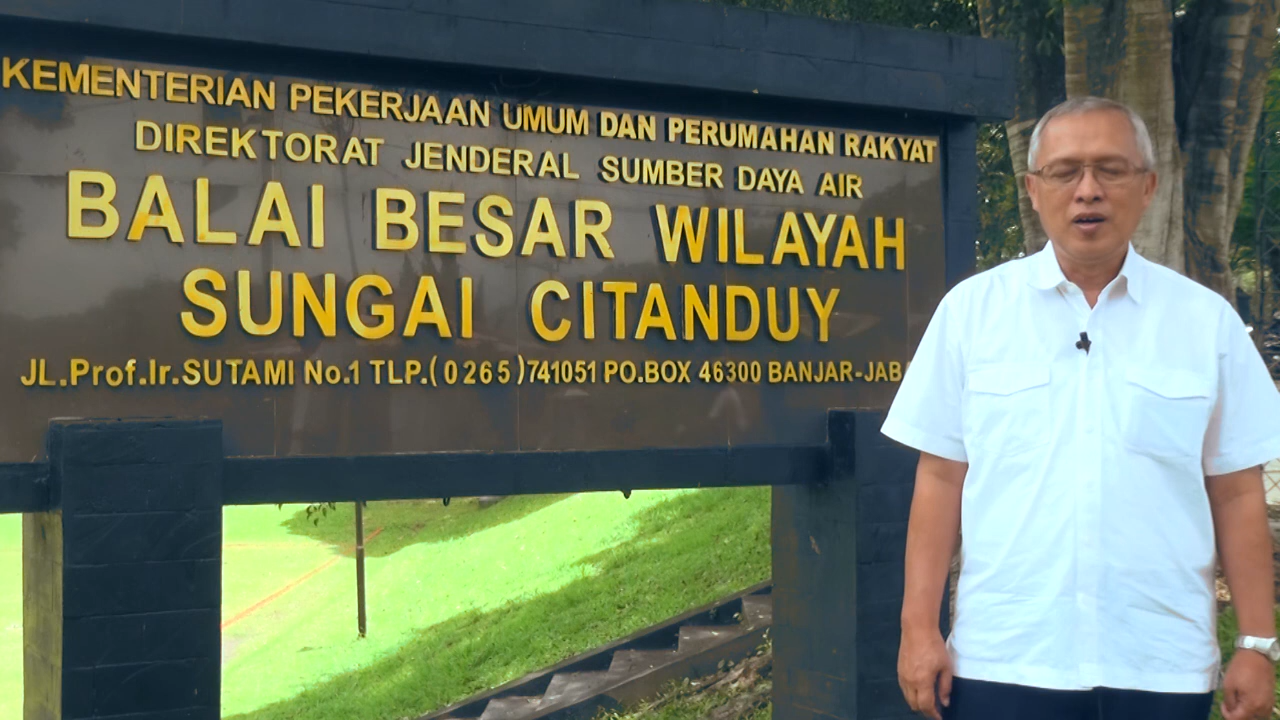 KEMENTERIAN PEKERJAAN UMUM DAN PERUMAHAN RAKYAT
DIREKTORAT JENDERAL SUMBER DAYA AIR
BALAI BESAR WILAYAH
SUNGAI CITANDUY
JL.Prof.Ir.SUTAMI No.1 TLP.(0265)741051 PO.BOX 46300 BANJAR-JABA